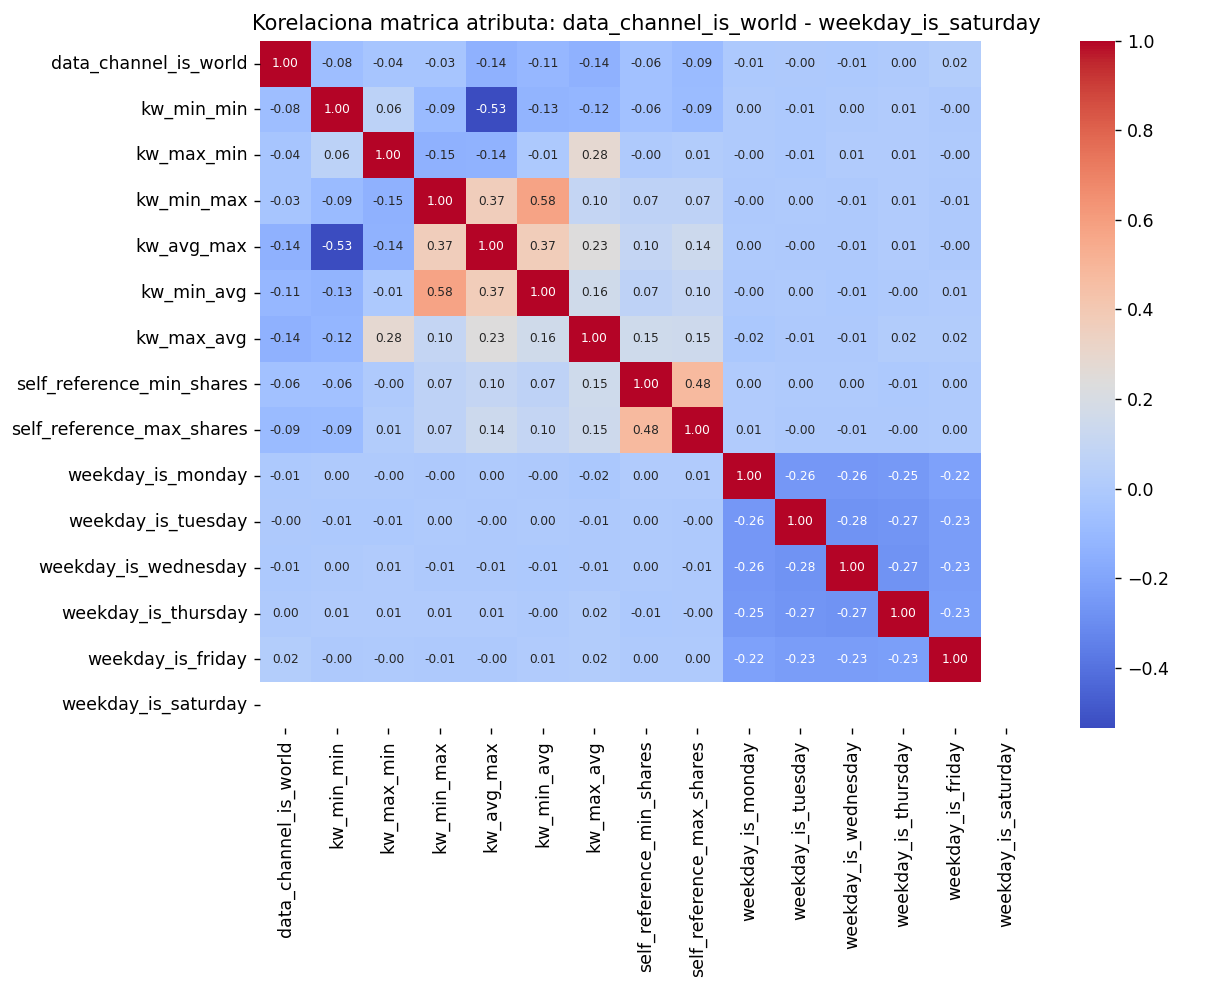 Korelaciona matrica atributa: data_channel_is_world - weekday_is_saturday
data_channel_is_world 1.00 -0.08 -0.04 -0.03 -0.14 -0.11 -0.14 -0.06 -0.09 -0.01 -0.00 -0.01 0.00 0.02
kw_min_min -0.08 1.00 0.06 -0.09 -0.53 -0.13 -0.12 -0.06 -0.09 0.00 -0.01 0.00 0.01 -0.00
kw_max_min -0.04 0.06 1.00 -0.15 -0.14 -0.01 0.28 -0.00 0.01 -0.00 -0.01 0.01 0.01 -0.00
kw_min_max -0.03 -0.09 -0.15 1.00 0.37 0.58 0.10 0.07 0.07 -0.00 0.00 -0.01 0.01 -0.01
kw_avg_max -0.14 -0.53 -0.14 0.37 1.00 0.37 0.23 0.10 0.14 0.00 -0.00 -0.01 0.01 -0.00
kw_min_avg -0.11 -0.13 -0.01 0.58 0.37 1.00 0.16 0.07 0.10 -0.00 0.00 -0.01 -0.00 0.01
kw_max_avg -0.14 -0.12 0.28 0.10 0.23 0.16 1.00 0.15 0.15 -0.02 -0.01 -0.01 0.02 0.02
self_reference_min_shares -0.06 -0.06 -0.00 0.07 0.10 0.07 0.15 1.00 0.48 0.00 0.00 0.00 -0.01 0.00
self_reference_max_shares -0.09 -0.09 0.01 0.07 0.14 0.10 0.15 0.48 1.00 0.01 -0.00 -0.01 -0.00 0.00
weekday_is_monday -0.01 0.00 -0.00 -0.00 0.00 -0.00 -0.02 0.00 0.01 1.00 -0.26 -0.26 -0.25 -0.22
weekday_is_tuesday -0.00 -0.01 -0.01 0.00 -0.00 0.00 -0.01 0.00 -0.00 -0.26 1.00 -0.28 -0.27 -0.23
weekday_is_wednesday -0.01 0.00 0.01 -0.01 -0.01 -0.01 -0.01 0.00 -0.01 -0.26 -0.28 1.00 -0.27 -0.23
weekday_is_thursday 0.00 0.01 0.01 0.01 0.01 -0.00 0.02 -0.01 -0.00 -0.25 -0.27 -0.27 1.00 -0.23
weekday_is_friday 0.02 -0.00 -0.00 -0.01 -0.00 0.01 0.02 0.00 0.00 -0.22 -0.23 -0.23 -0.23 1.00
weekday_is_saturday
data_channel_is_world
kw_min_min
kw_max_min
kw_min_max
kw_avg_max
kw_min_avg
kw_max_avg
self_reference_min_shares
self_reference_max_shares
weekday_is_monday
weekday_is_tuesday
weekday_is_wednesday
weekday_is_thursday
weekday_is_friday
weekday_is_saturday
1.0
0.8
0.6
0.4
0.2
0.0
−0.2
−0.4